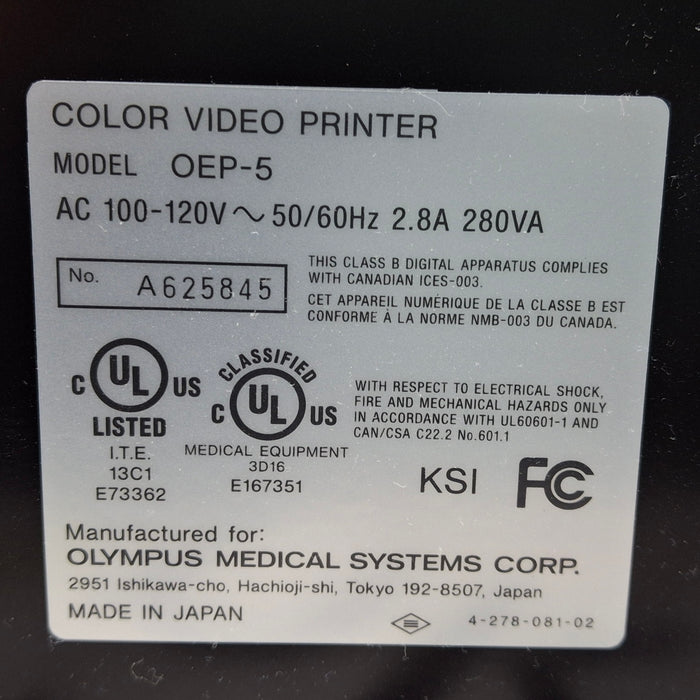 COLOR VIDEO PRINTER
MODEL OEP-5
AC 100-120V ~ 50/60Hz 2.8A 280VA
No. A625845
THIS CLASS B DIGITAL APPARATUS COMPLIES
WITH CANADIAN ICES-003.
CET APPAREIL NUMÉRIQUE DE LA CLASSE B EST
CONFORME À LA NORME NMB-003 DU CANADA.
C UL US
LISTED
I.T.E.
13C1
E73362
CLASSIFIED
C UL US
MEDICAL EQUIPMENT
3D16
E167351
WITH RESPECT TO ELECTRICAL SHOCK,
FIRE AND MECHANICAL HAZARDS ONLY
IN ACCORDANCE WITH UL60601-1 AND
CAN/CSA C22.2 No.601.1
KSI FC
Manufactured for:
OLYMPUS MEDICAL SYSTEMS CORP.
2951 Ishikawa-cho, Hachioji-shi, Tokyo 192-8507, Japan
MADE IN JAPAN
4-278-081-02